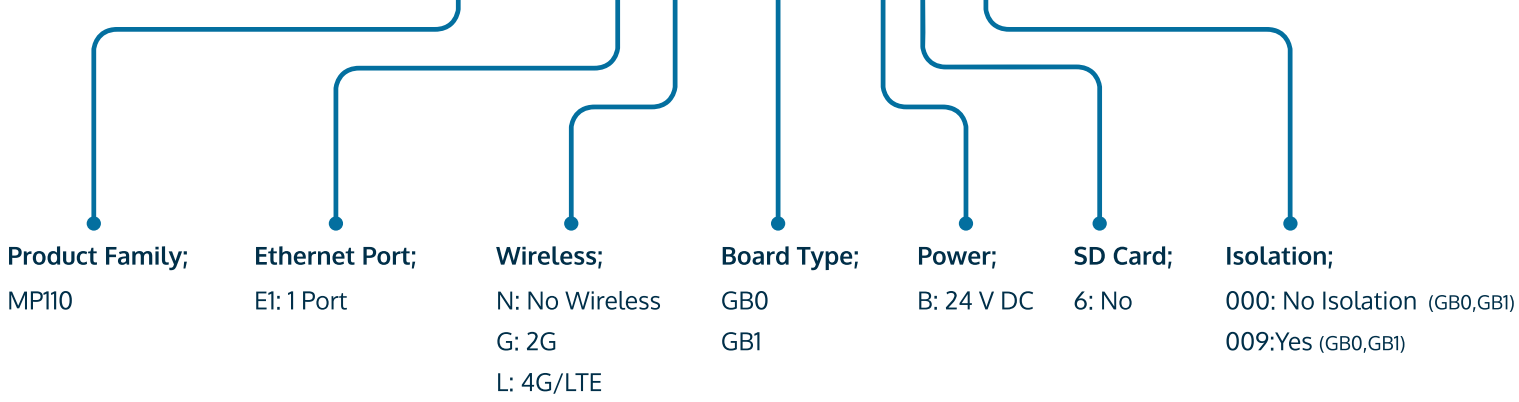 Product Family;
MP110
Ethernet Port;
E1: 1 Port
Wireless;
N: No Wireless
G: 2G
L: 4G/LTE
Board Type;
GB0
GB1
Power;
B: 24 V DC
SD Card;
6: No
Isolation;
000: No Isolation (GB0,GB1)
009:Yes (GB0,GB1)